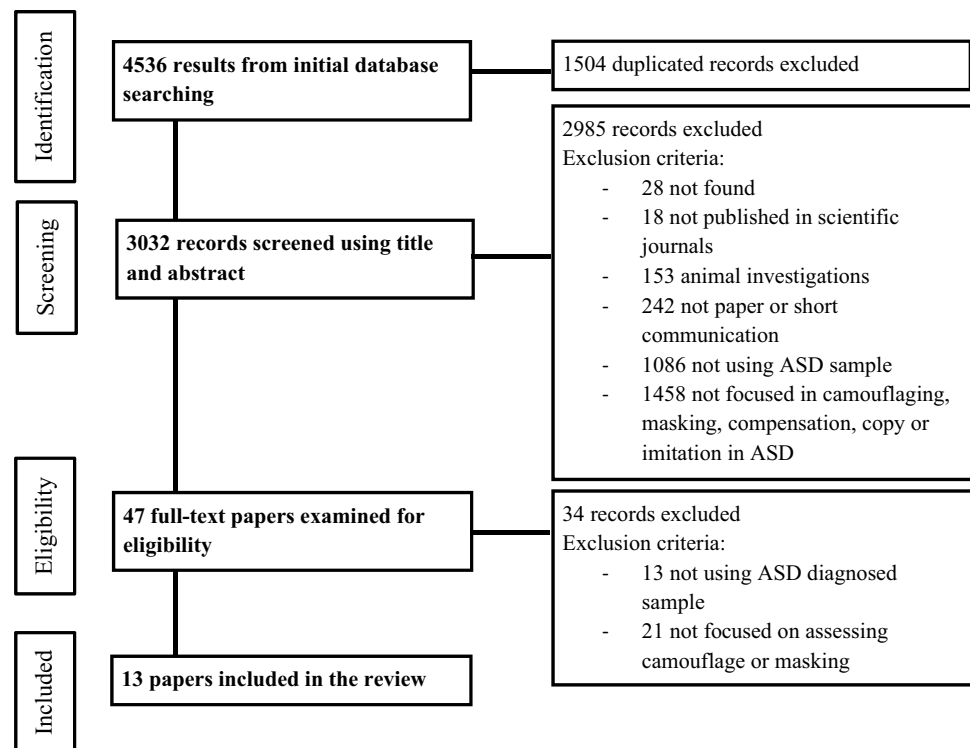 Identification
4536 results from initial database
searching
1504 duplicated records excluded
Screening
3032 records screened using title
and abstract
2985 records excluded
Exclusion criteria:
- 28 not found
- 18 not published in scientific
journals
- 153 animal investigations
- 242 not paper or short
communication
- 1086 not using ASD sample
- 1458 not focused in camouflaging,
masking, compensation, copy or
imitation in ASD
Eligibility
47 full-text papers examined for
eligibility
34 records excluded
Exclusion criteria:
- 13 not using ASD diagnosed
sample
- 21 not focused on assessing
camouflage or masking
Included
13 papers included in the review